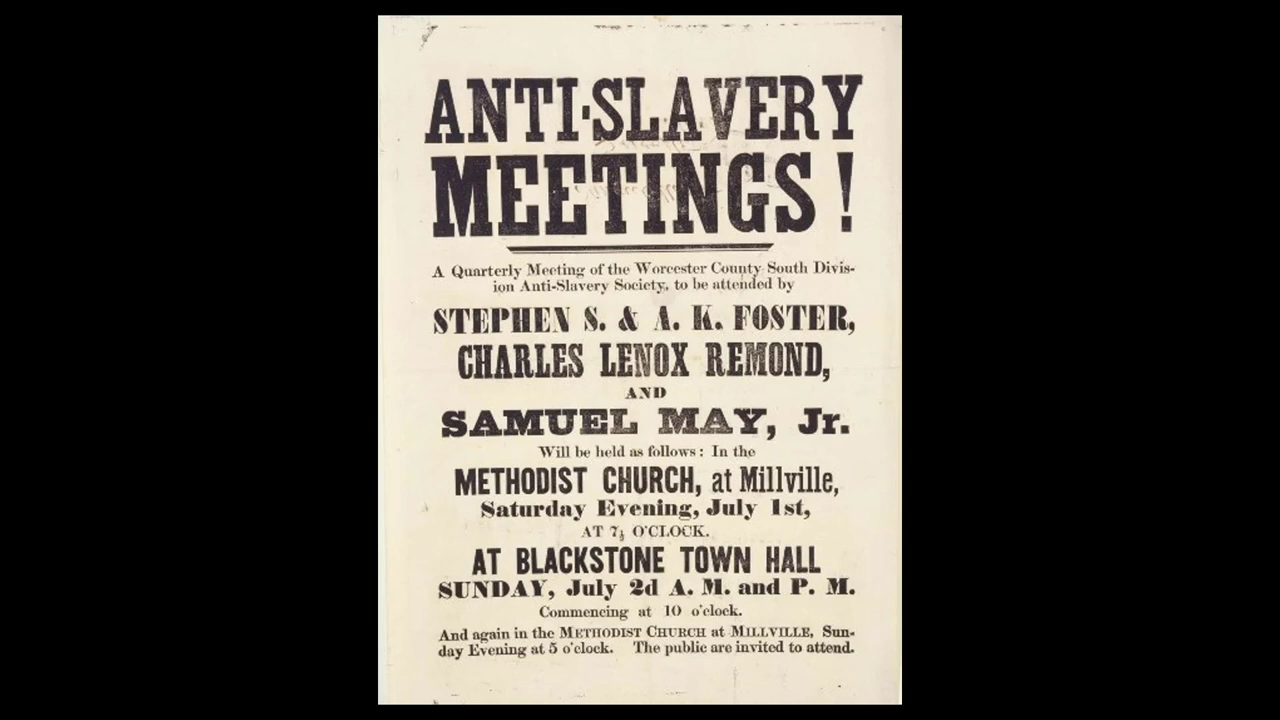 ANTI-SLAVERY
MEETINGS!
A Quarterly Meeting of the Worcester County South Divis-
ion Anti-Slavery Society, to be attended by
STEPHEN S. & A. K. FOSTER,
CHARLES LENOX REMOND,
AND
SAMUEL MAY, Jr.
Will be held as follows: In the
METHODIST CHURCH, at Millville,
Saturday Evening, July 1st,
AT 7½ O'CLOCK.
AT BLACKSTONE TOWN HALL
SUNDAY, July 2d A. M. and P. M.
Commencing at 10 o'clock.
And again in the METHODIST CHURCH at MILLVILLE, Sun-
day Evening at 5 o'clock. The public are invited to attend.